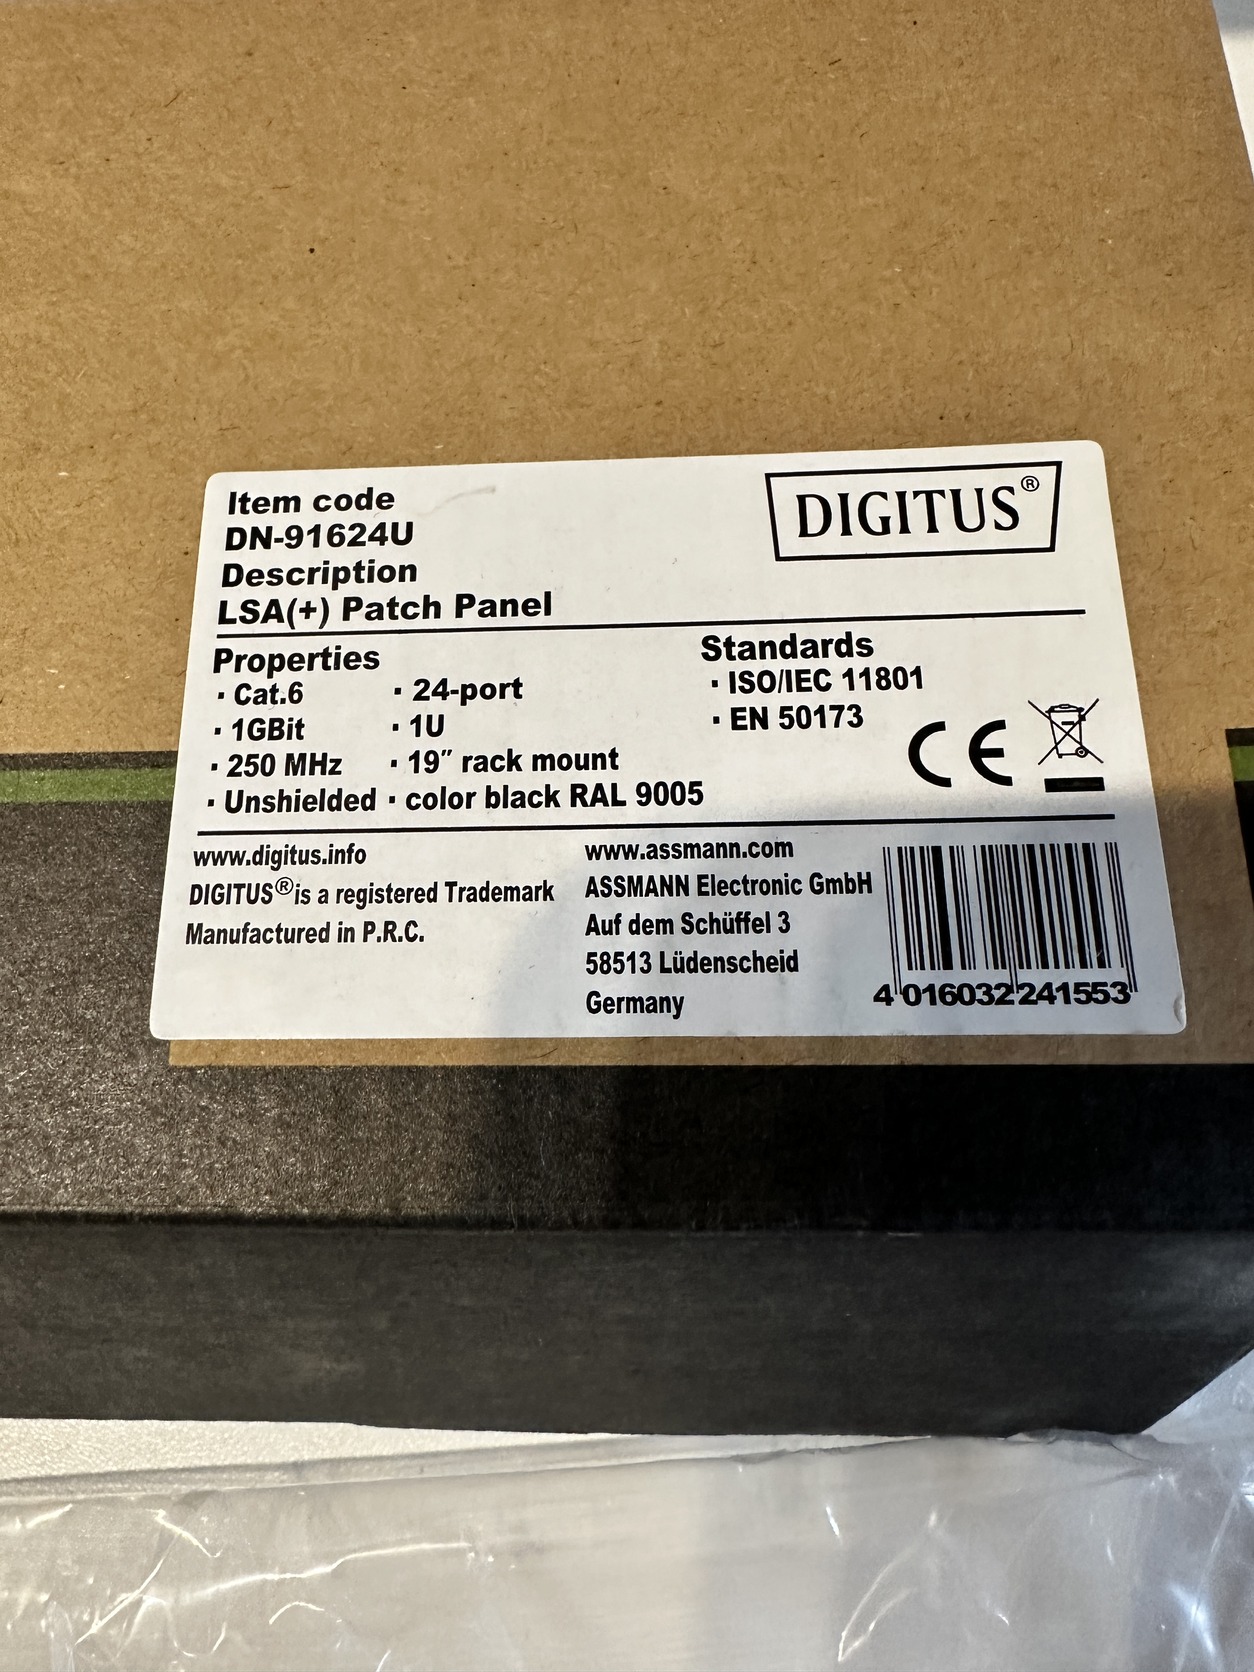 Item code
DN-91624U
Description
LSA(+) Patch Panel
DIGITUS®
Properties
· Cat.6
· 1GBit
· 250 MHz
· Unshielded
· 24-port
· 1U
· 19″ rack mount
· color black RAL 9005
Standards
· ISO/IEC 11801
· EN 50173
CE
www.digitus.info
DIGITUS® is a registered Trademark
Manufactured in P.R.C.
www.assmann.com
ASSMANN Electronic GmbH
Auf dem Schüffel 3
58513 Lüdenscheid
Germany
4 016032 241553